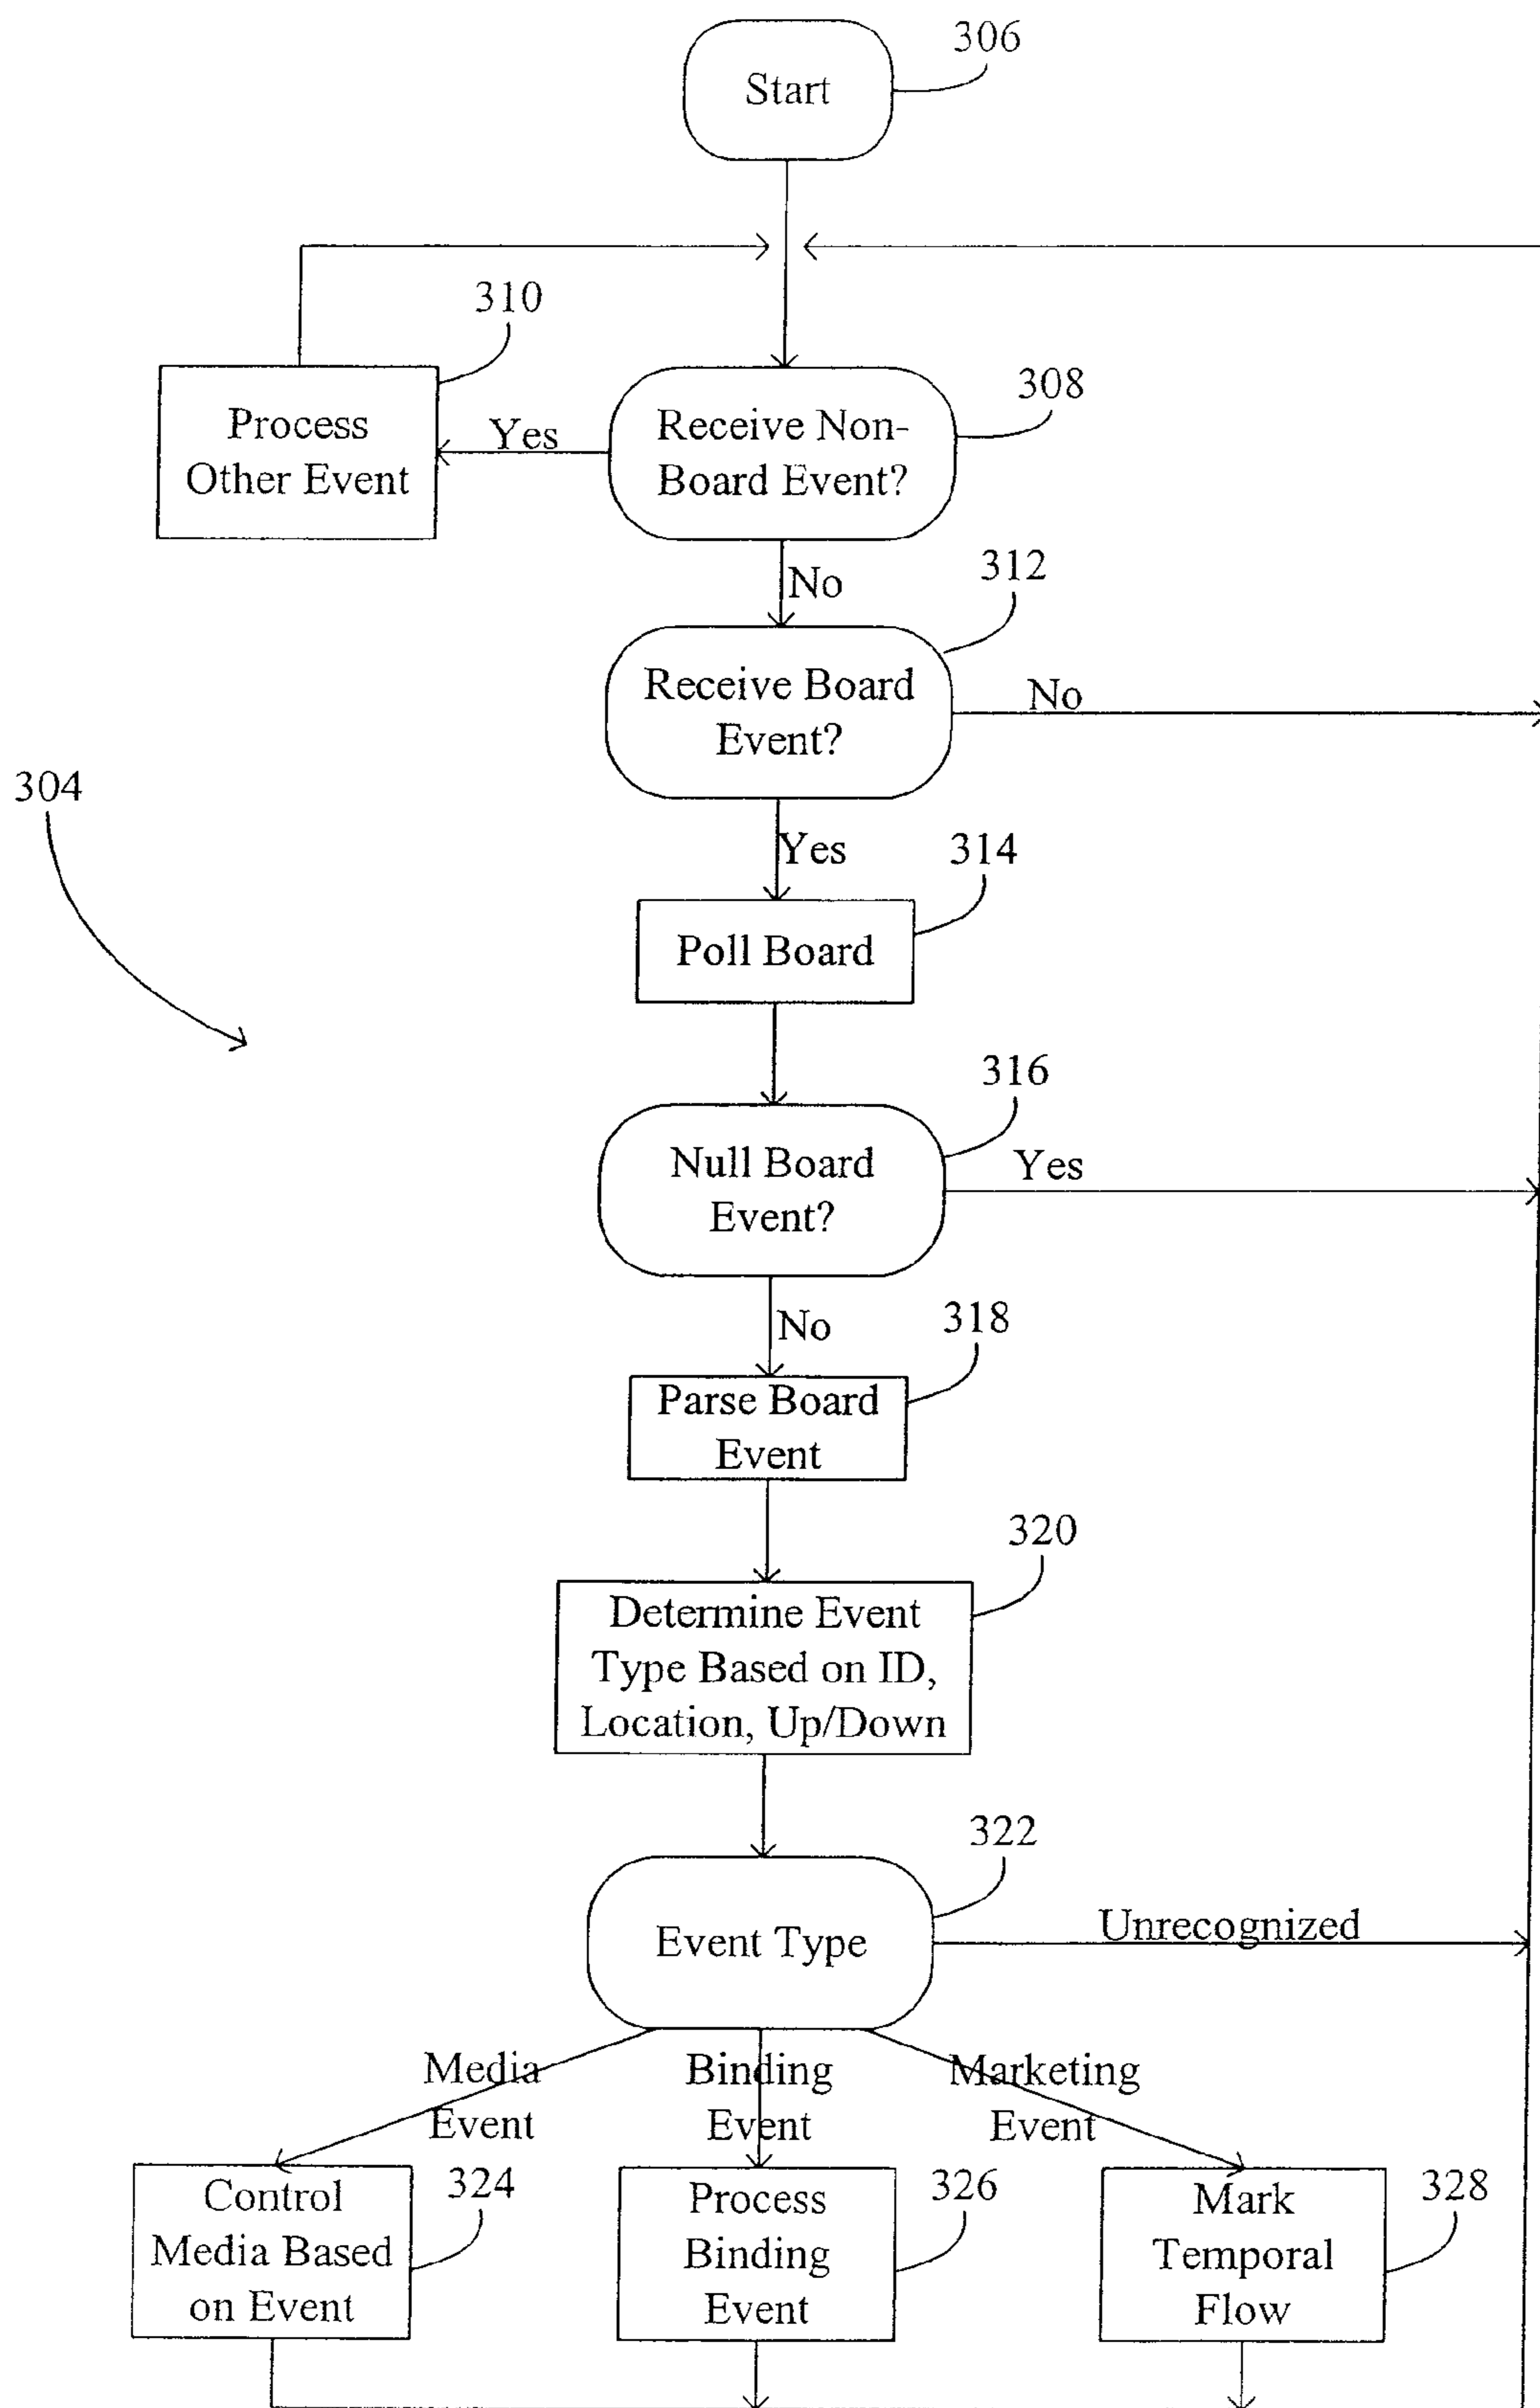 306
Start
310
308
Process
Other Event
Yes
Receive Non-
Board Event?
No
312
Receive Board
Event?
No
304
Yes
314
Poll Board
316
Null Board
Event?
Yes
No
318
Parse Board
Event
320
Determine Event
Type Based on ID,
Location, Up/Down
322
Event Type
Unrecognized
Media
Event
Binding
Event
Marketing
Event
Control
Media Based
on Event
324
Process
Binding
Event
326
Mark
Temporal
Flow
328